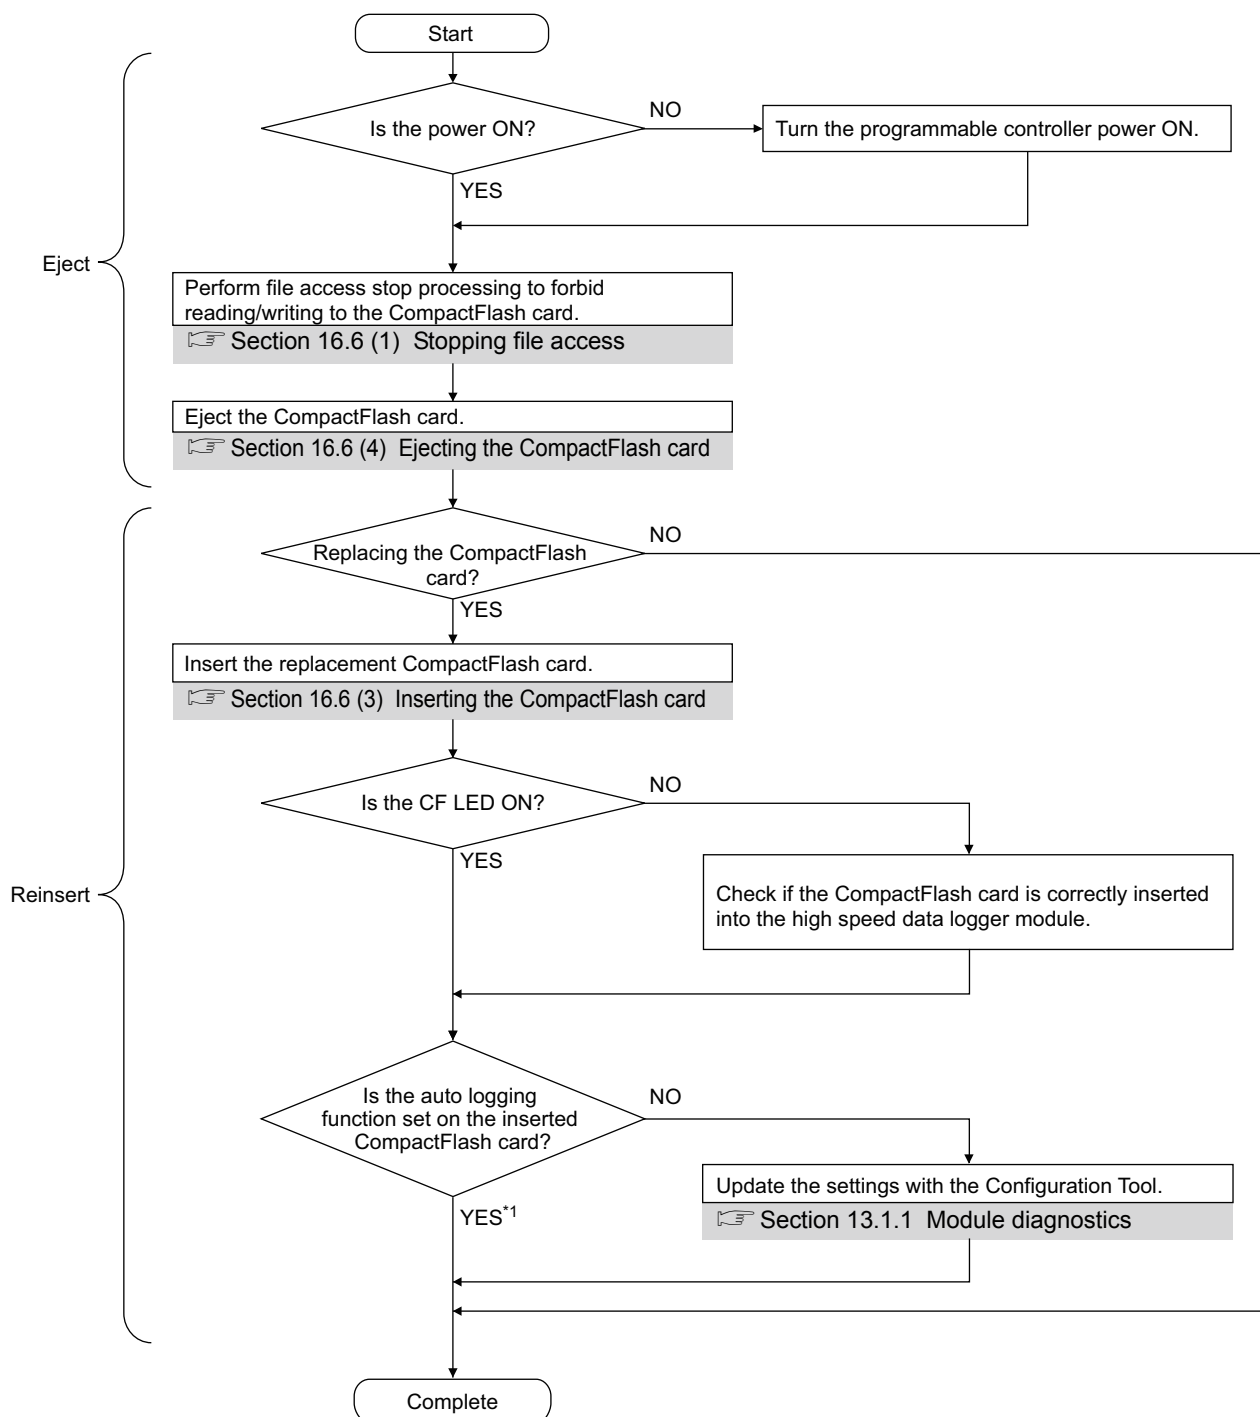 Start
Is the power ON?
NO
Turn the programmable controller power ON.
YES
Eject
Perform file access stop processing to forbid
reading/writing to the CompactFlash card.
☞ Section 16.6 (1) Stopping file access
Eject the CompactFlash card.
☞ Section 16.6 (4) Ejecting the CompactFlash card
Replacing the CompactFlash
card?
NO
YES
Insert the replacement CompactFlash card.
☞ Section 16.6 (3) Inserting the CompactFlash card
Is the CF LED ON?
NO
YES
Reinsert
Check if the CompactFlash card is correctly inserted
into the high speed data logger module.
Is the auto logging
function set on the inserted
CompactFlash card?
NO
Update the settings with the Configuration Tool.
☞ Section 13.1.1 Module diagnostics
YES*1
Complete